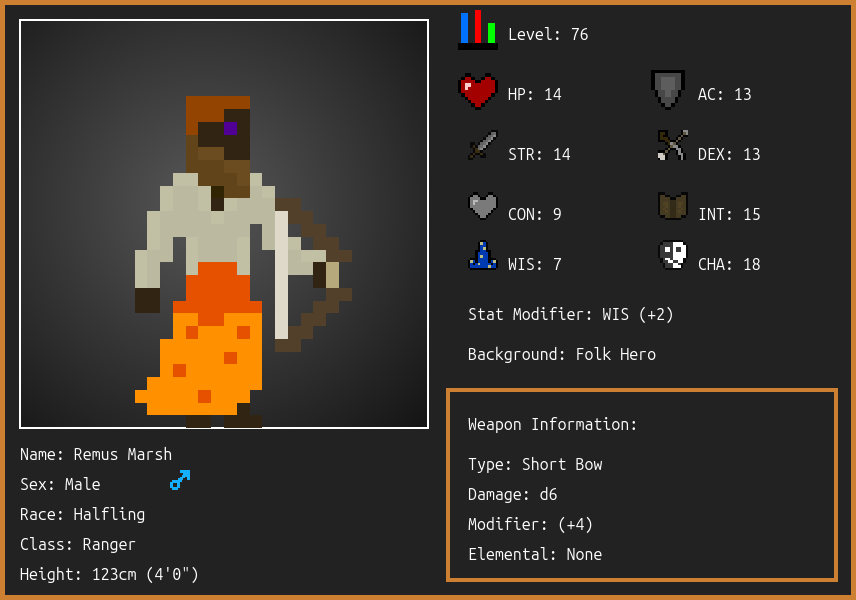 Level: 76
HP: 14
AC: 13
STR: 14
DEX: 13
CON: 9
INT: 15
WIS: 7
CHA: 18
Stat Modifier: WIS (+2)
Background: Folk Hero
Weapon Information:
Type: Short Bow
Damage: d6
Modifier: (+4)
Elemental: None
Name: Remus Marsh
Sex: Male
Race: Halfling
Class: Ranger
Height: 123cm (4'0")